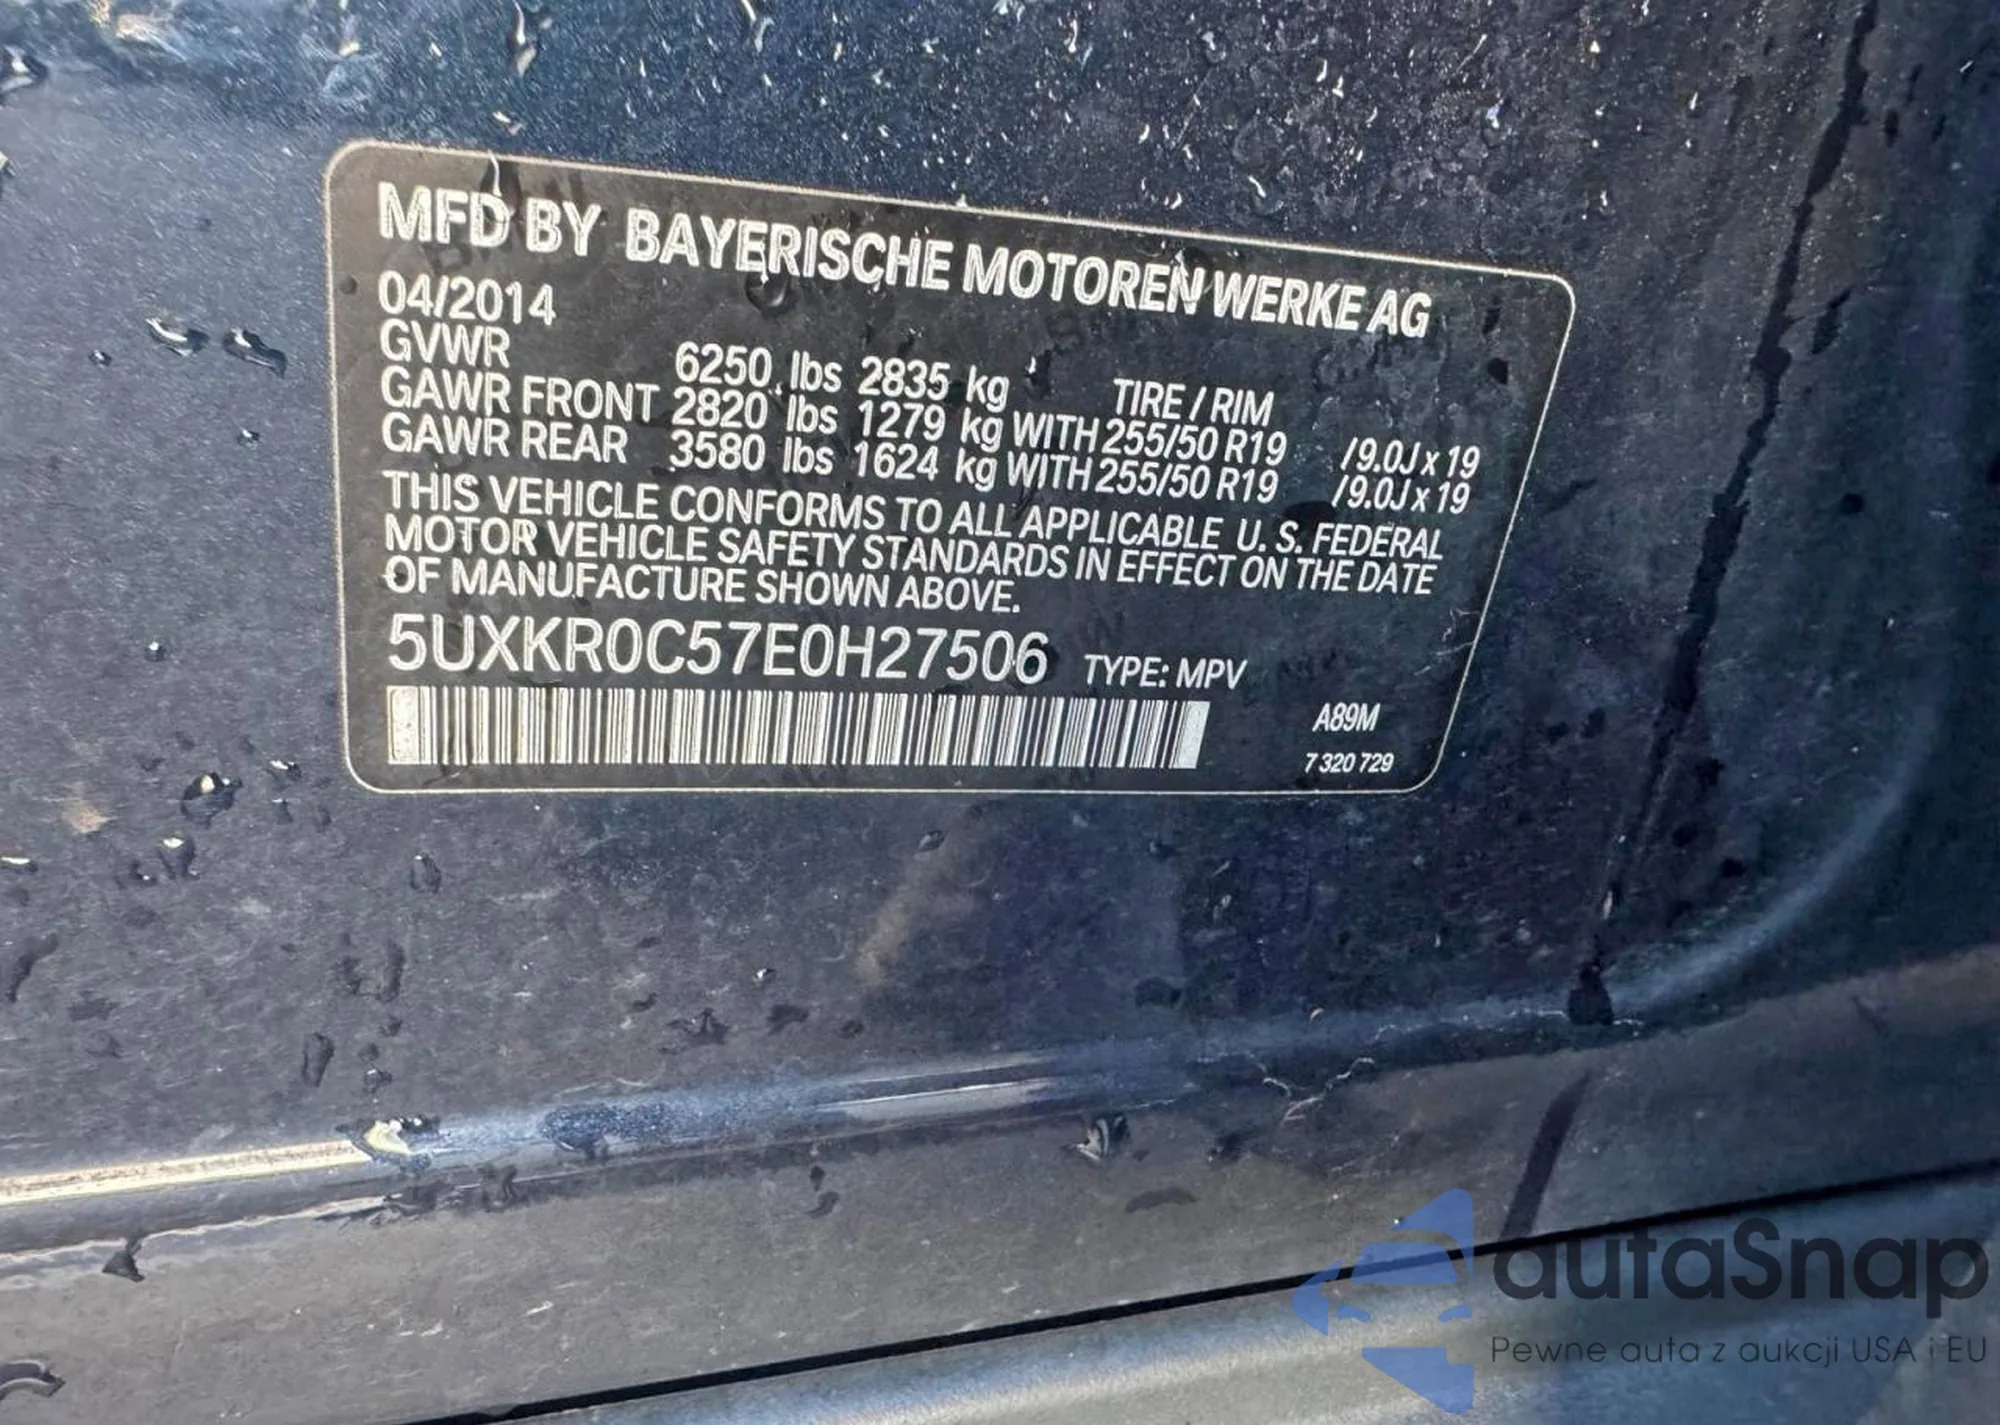 MFD BY BAYERISCHE MOTOREN WERKE AG
04/2014
GVWR 6250 lbs 2835 kg TIRE / RIM
GAWR FRONT 2820 lbs 1279 kg WITH 255/50 R19 /9.0J x 19
GAWR REAR 3580 lbs 1624 kg WITH 255/50 R19 /9.0J x 19
THIS VEHICLE CONFORMS TO ALL APPLICABLE U. S. FEDERAL
MOTOR VEHICLE SAFETY STANDARDS IN EFFECT ON THE DATE
OF MANUFACTURE SHOWN ABOVE.
5UXKR0C57E0H27506 TYPE: MPV
A89M
7 320 729
autaSnap
Pewne auta z aukcji USA i EU